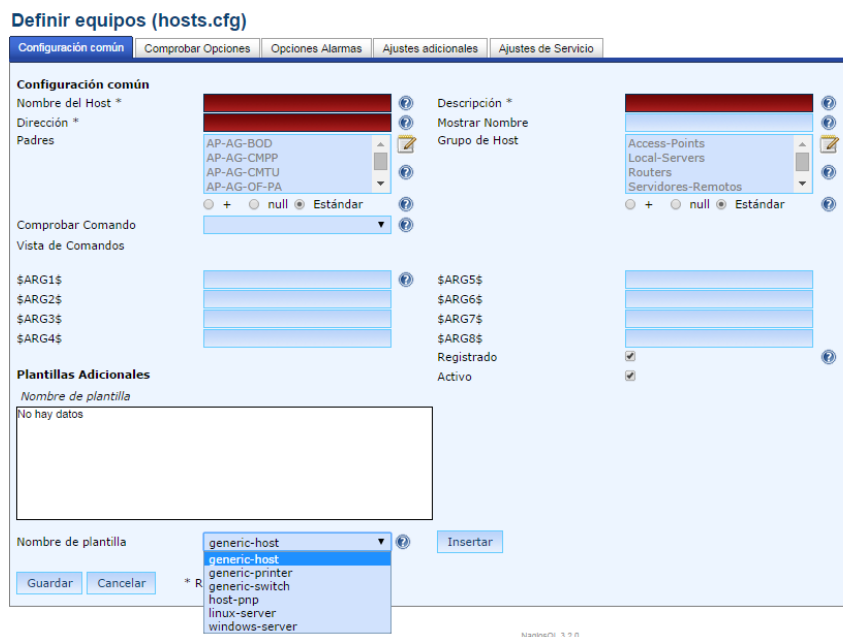 Definir equipos (hosts.cfg)
Configuración común
Comprobar Opciones
Opciones Alarmas
Ajustes adicionales
Ajustes de Servicio
Configuración común
Nombre del Host *
Descripción *
Dirección *
Mostrar Nombre
Padres
AP-AG-BOD
AP-AG-CMPP
AP-AG-CMTU
AP-AG-OF-PA
Grupo de Host
Access-Points
Local-Servers
Routers
Servidores-Remotos
+ null Estándar
+ null Estándar
Comprobar Comando
Vista de Comandos
$ARG1$
$ARG5$
$ARG2$
$ARG6$
$ARG3$
$ARG7$
$ARG4$
$ARG8$
Registrado
Plantillas Adicionales
Activo
Nombre de plantilla
No hay datos
Nombre de plantilla
generic-host
Insertar
generic-host
generic-printer
generic-switch
host-pnp
linux-server
windows-server
Guardar
Cancelar
* R
NagiosQL 3.2.0